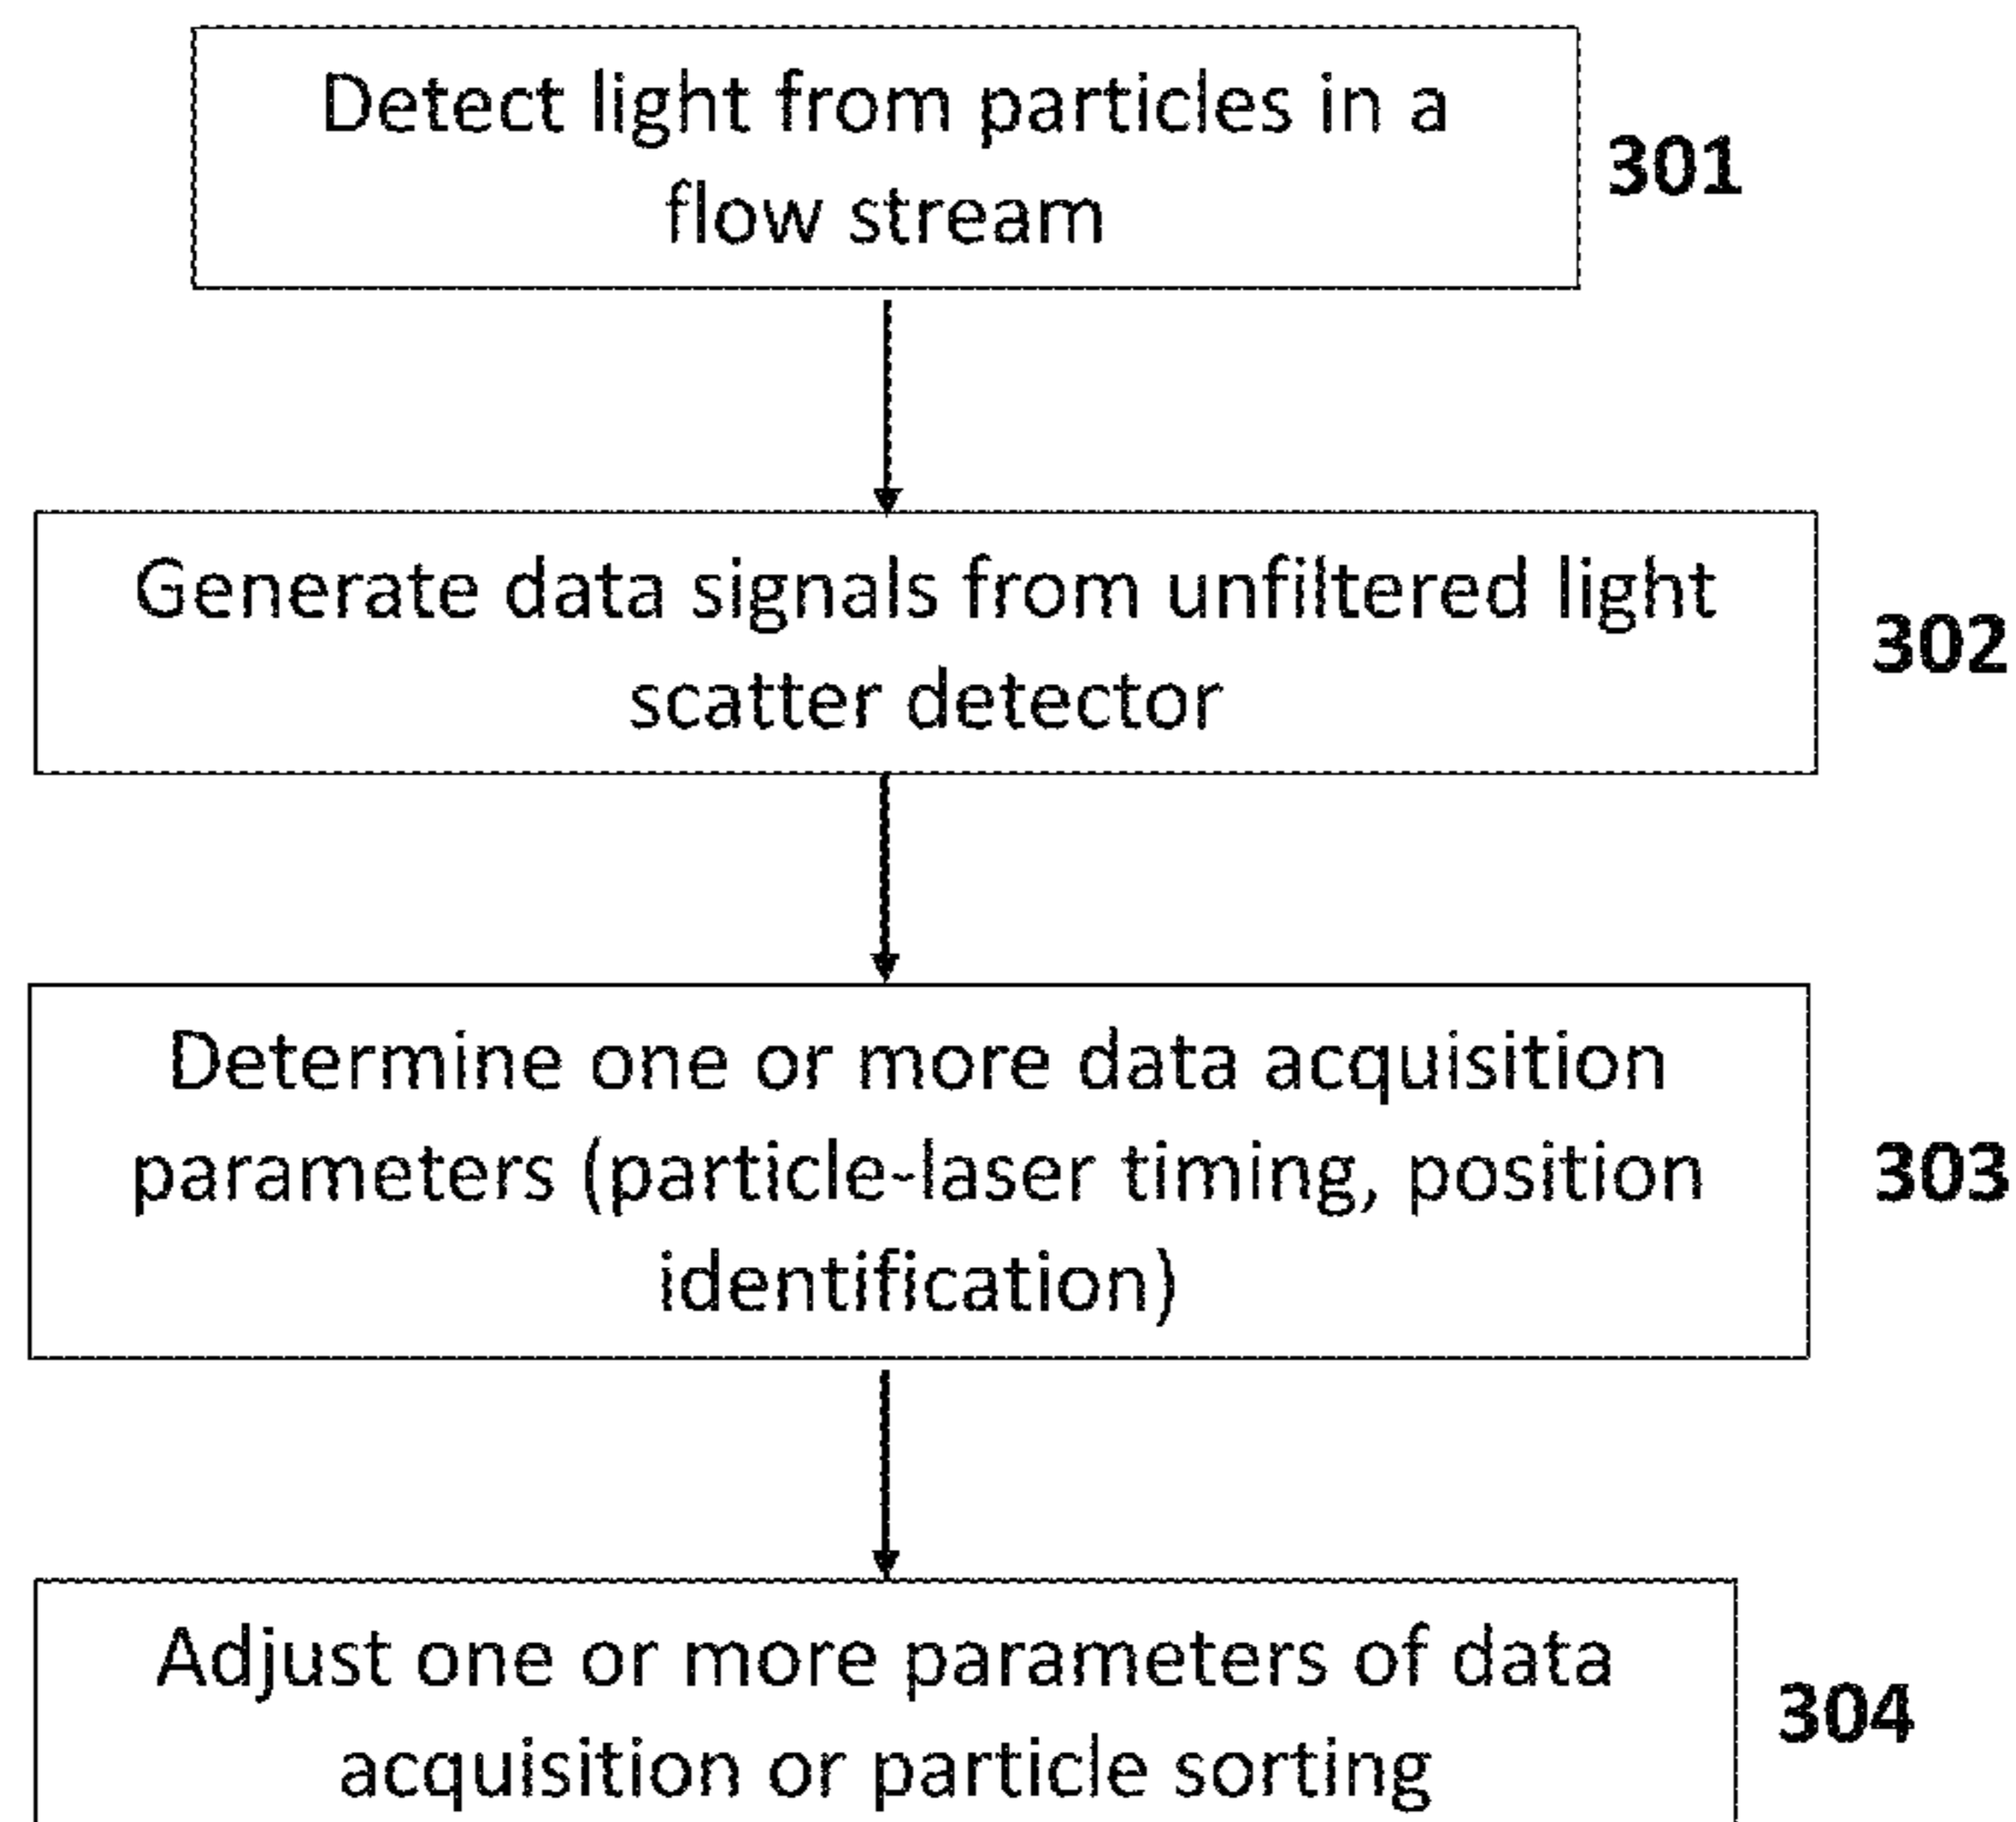 Detect light from particles in a
flow stream
301
Generate data signals from unfiltered light
scatter detector
302
Determine one or more data acquisition
parameters (particle-laser timing, position
identification)
303
Adjust one or more parameters of data
acquisition or particle sorting
304